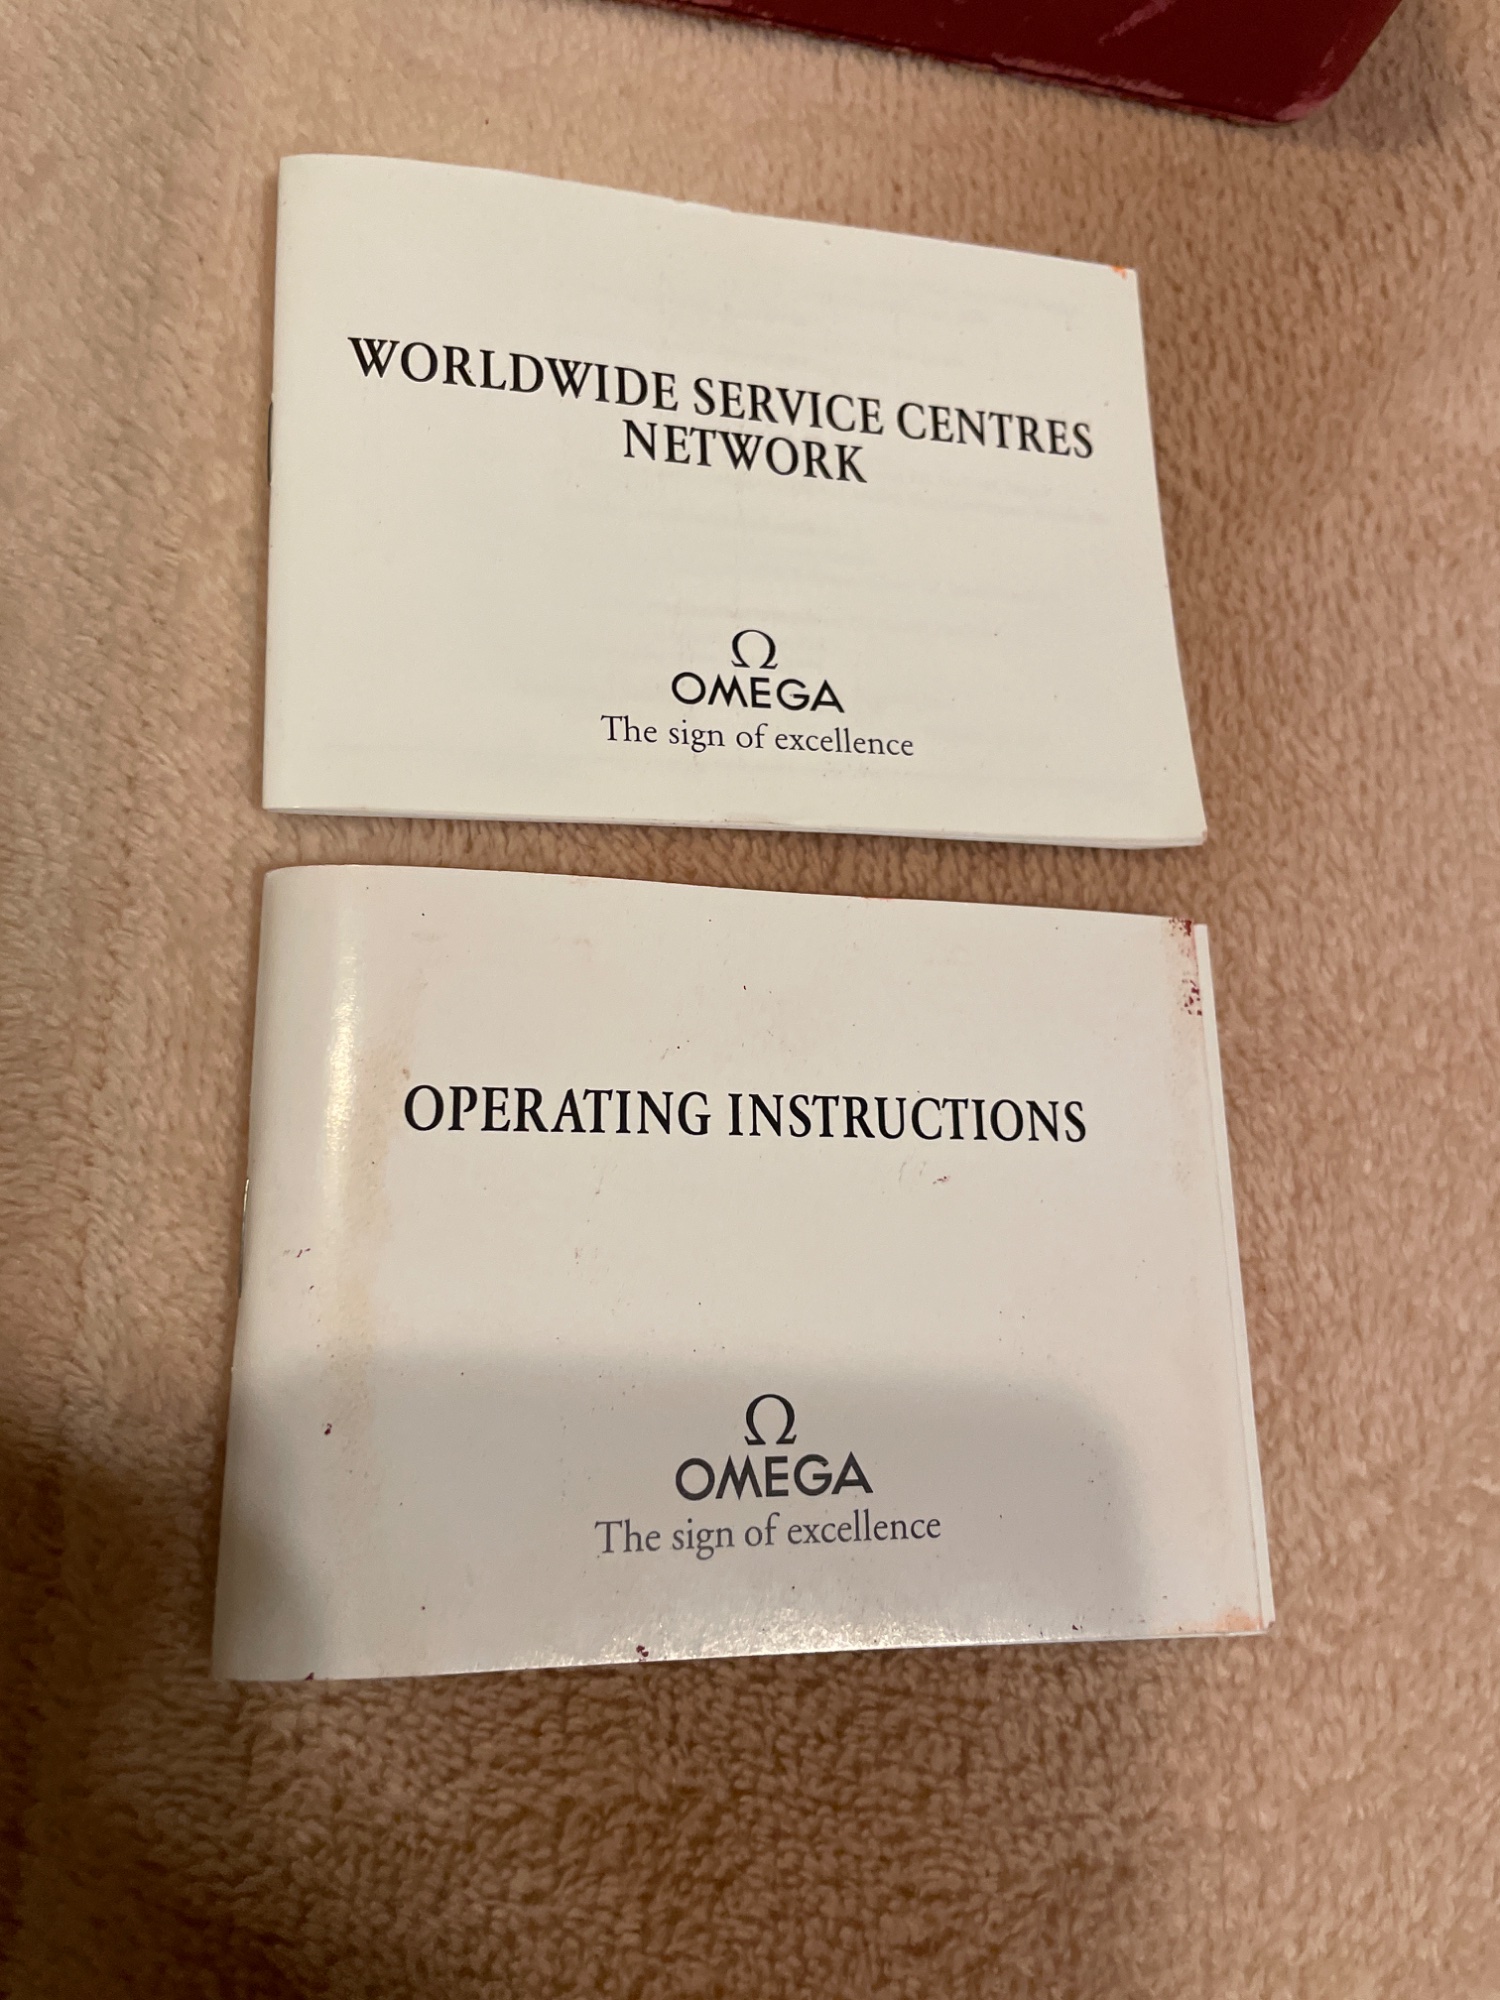 WORLDWIDE SERVICE CENTRES
NETWORK
Ω
OMEGA
The sign of excellence
OPERATING INSTRUCTIONS
Ω
OMEGA
The sign of excellence